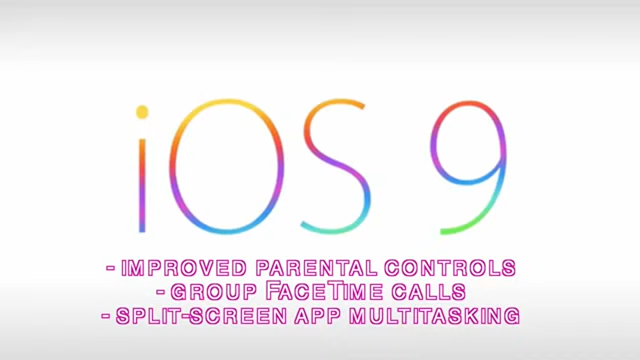 iOS 9
- IMPROVED PARENTAL CONTROLS
- GROUP FACETIME CALLS
- SPLIT-SCREEN APP MULTITASKING